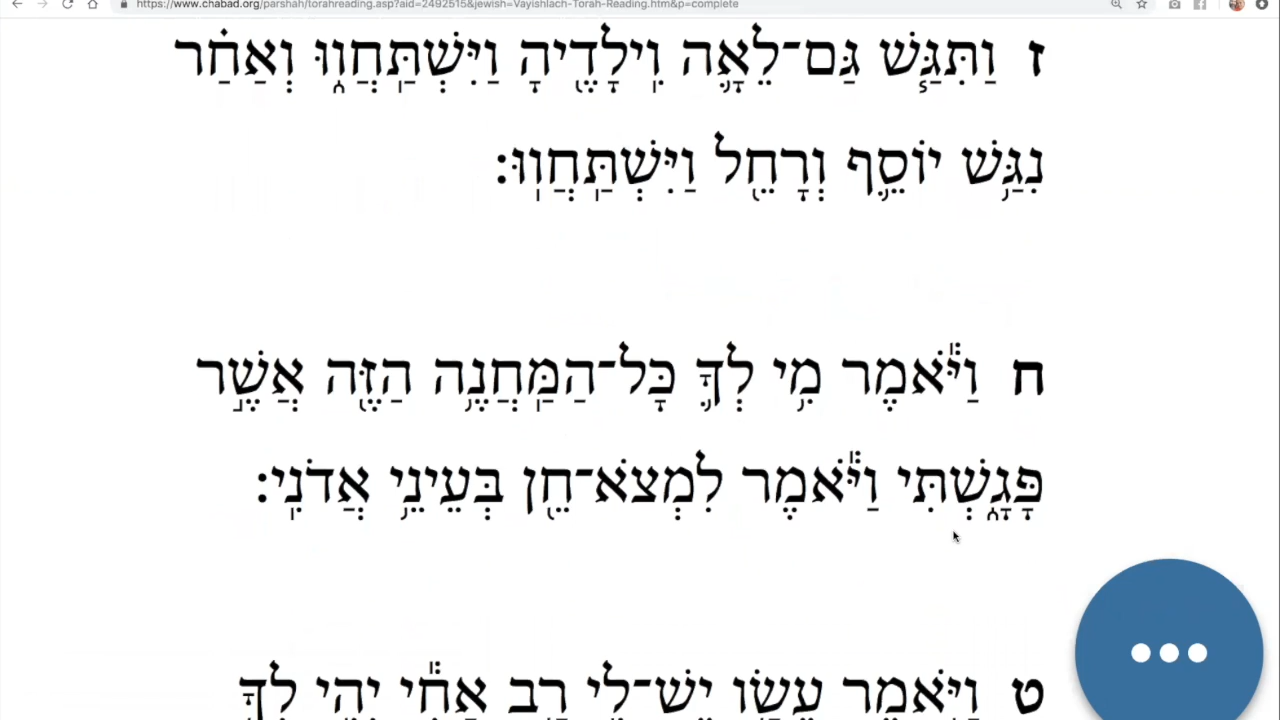 https://www.chabad.org/parshah/torahreading.asp?aid=2492515&jewish=Vayishlach-Torah-Reading.htm&p=complete
ז וַתִּגַּ֧שׁ גַּם־לֵאָ֛ה וִֽילָדֶ֖יהָ וַיִּשְׁתַּֽחֲו֑וּ וְאַחַ֗ר
נִגַּ֥שׁ יוֹסֵ֛ף וְרָחֵ֖ל וַיִּשְׁתַּֽחֲוֽוּ:
ח וַיֹּ֕אמֶר מִ֥י לְךָ֛ כָּל־הַמַּֽחֲנֶ֥ה הַזֶּ֖ה אֲשֶׁ֣ר
פָּגָ֑שְׁתִּי וַיֹּ֕אמֶר לִמְצֹא־חֵ֖ן בְּעֵינֵ֥י אֲדֹנִֽי:
ט וַיֹּ֥אמֶר עֵשָׂ֖ו יֶשׁ־לִ֣י רָ֑ב אָחִ֕י יְהִ֥י לְךָ֖